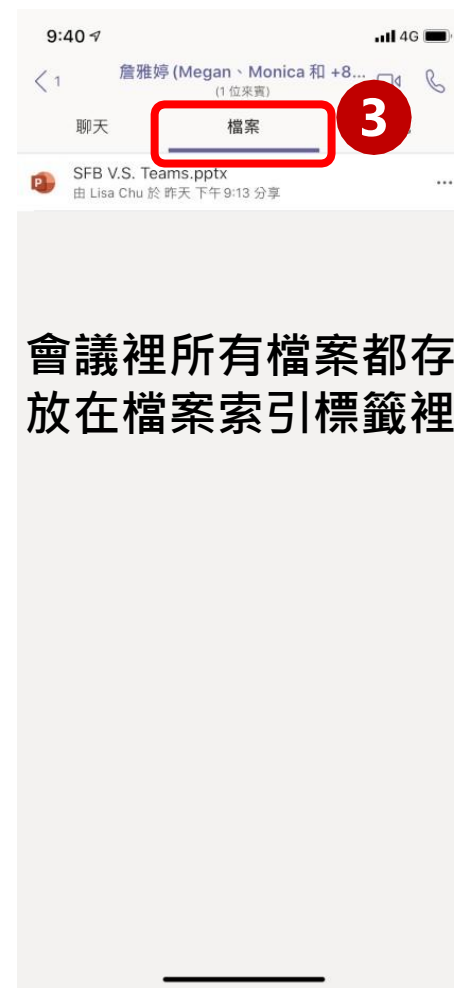 9:40
4G
1
詹雅婷 (Megan、Monica 和 +8...
(1 位來賓)
聊天
檔案
3
SFB V.S. Teams.pptx
由 Lisa Chu 於 昨天 下午 9:13 分享
會議裡所有檔案都存
放在檔案索引標籤裡